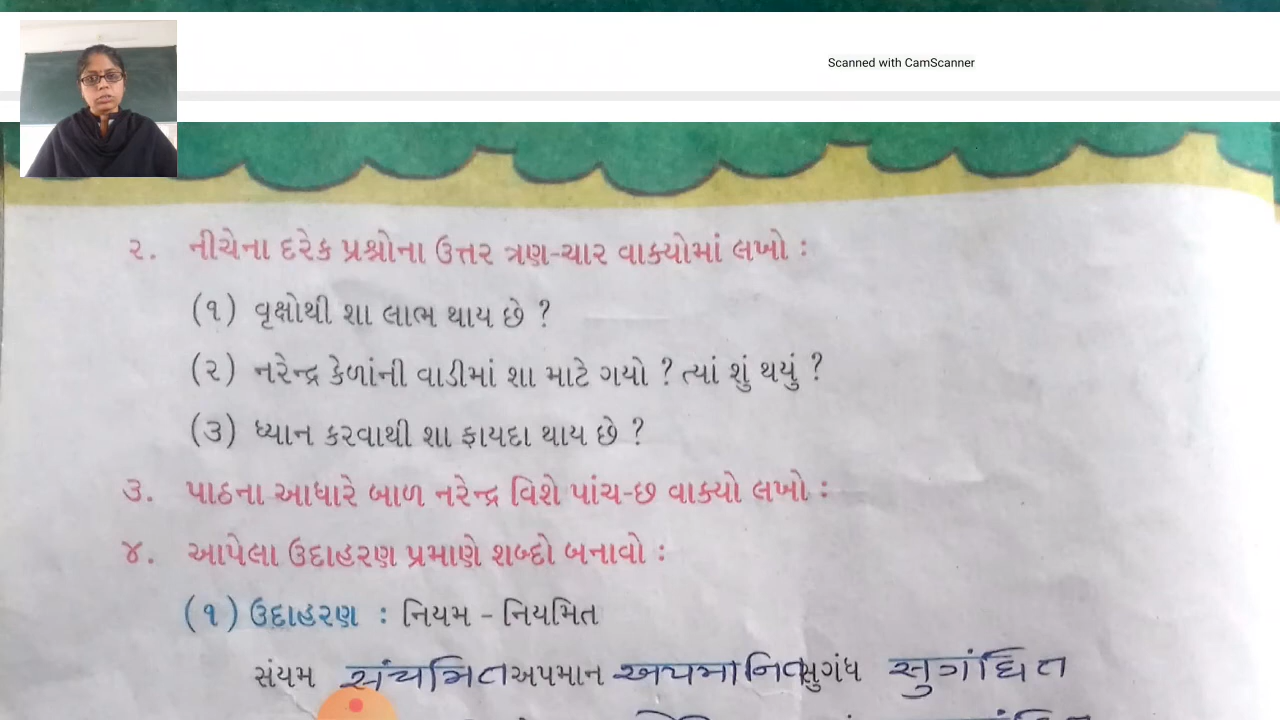 Scanned with CamScanner
૨. નીચેના દરેક પ્રશ્નોના ઉત્તર ત્રણ-ચાર વાક્યોમાં લખો :
(૧) વૃક્ષોથી શા લાભ થાય છે ?
(૨) નરેન્દ્ર કેળાંની વાડીમાં શા માટે ગયો ? ત્યાં શું થયું ?
(૩) ધ્યાન કરવાથી શા ફાયદા થાય છે ?
૩. પાઠના આધારે બાળ નરેન્દ્ર વિશે પાંચ-છ વાક્યો લખો :
૪. આપેલા ઉદાહરણ પ્રમાણે શબ્દો બનાવો :
(૧) ઉદાહરણ : નિયમ - નિયમિત
સંયમ સંયમિત અપમાન અપમાનિત સુગંધ સુગંધિત